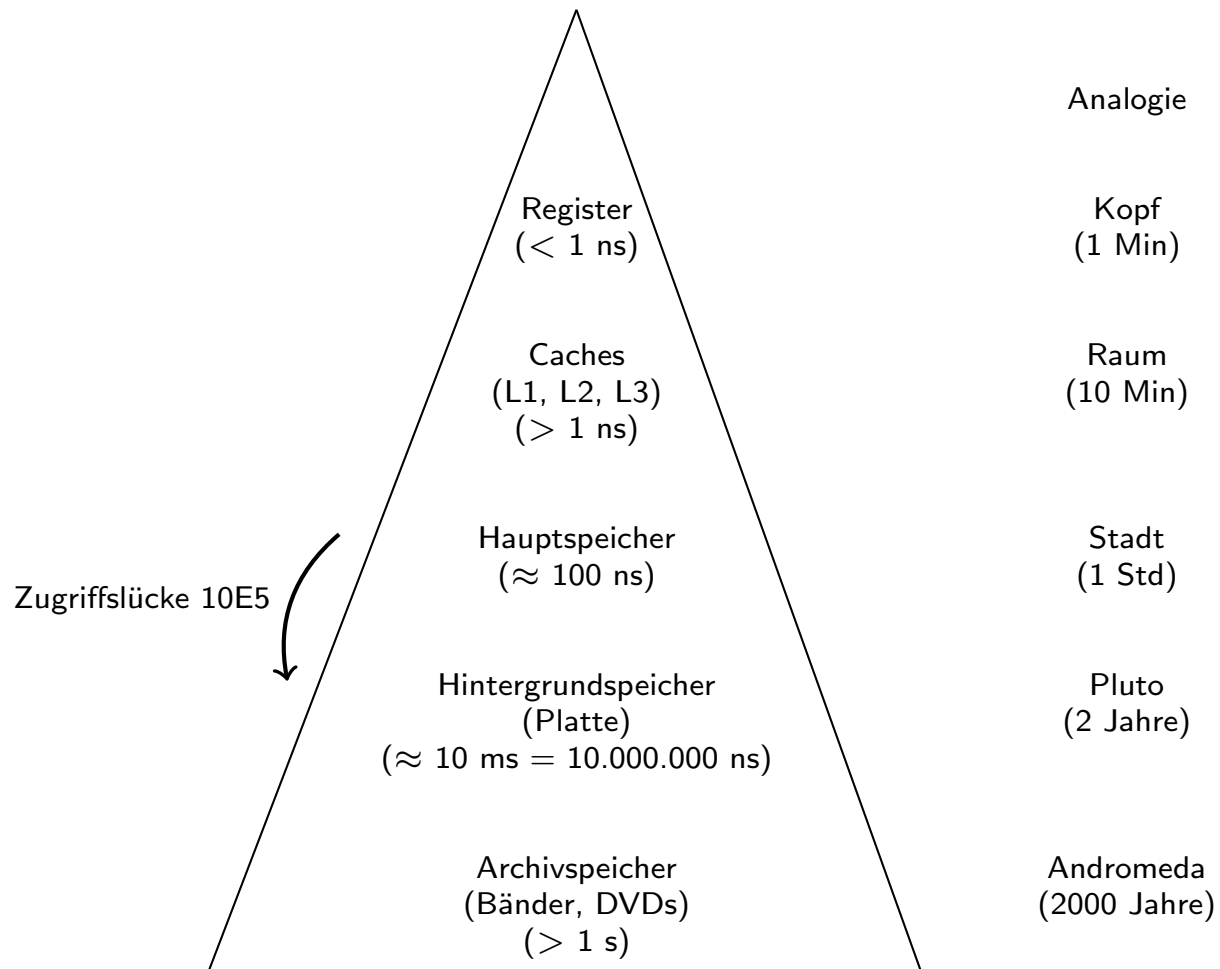 Analogie
Register
(< 1 ns)
Kopf
(1 Min)
Caches
(L1, L2, L3)
(> 1 ns)
Raum
(10 Min)
Hauptspeicher
(≈ 100 ns)
Stadt
(1 Std)
Zugriffslücke 10E5
Hintergrundspeicher
(Platte)
(≈ 10 ms = 10.000.000 ns)
Pluto
(2 Jahre)
Archivspeicher
(Bänder, DVDs)
(> 1 s)
Andromeda
(2000 Jahre)